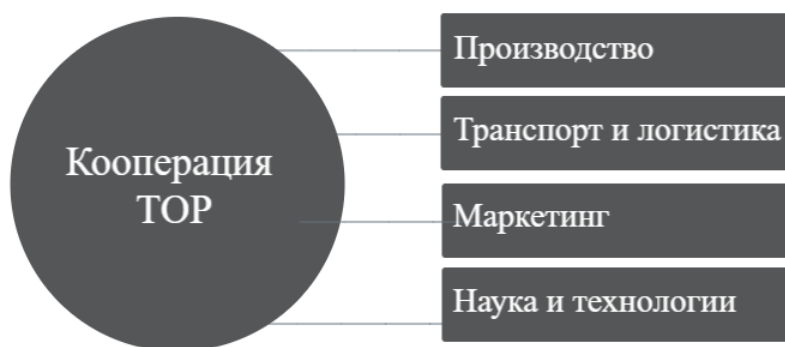 Кооперация
ТОР
Производство
Транспорт и логистика
Маркетинг
Наука и технологии